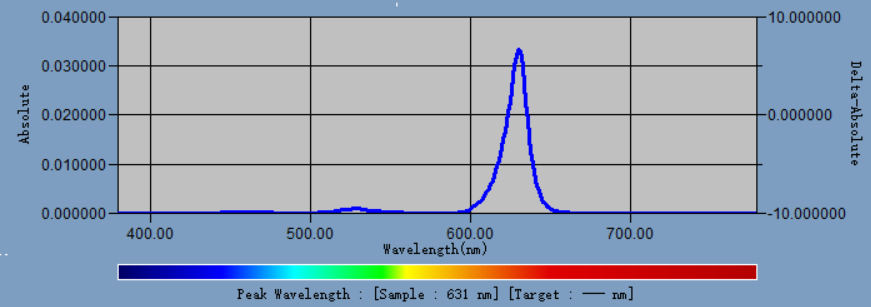 0.040000
10.000000
0.030000
Absolute
0.020000
0.000000
Delta-Absolute
0.010000
0.000000
-10.000000
400.00 500.00 600.00 700.00
Wavelength(nm)
Peak Wavelength : [Sample : 631 nm] [Target : —— nm]